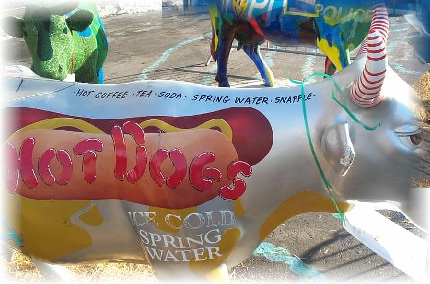 ·HOT COFFEE·TEA·SODA· SPRING WATER·SNAPPLE·
HOT DOGS
ICE COLD
SPRING
WATER